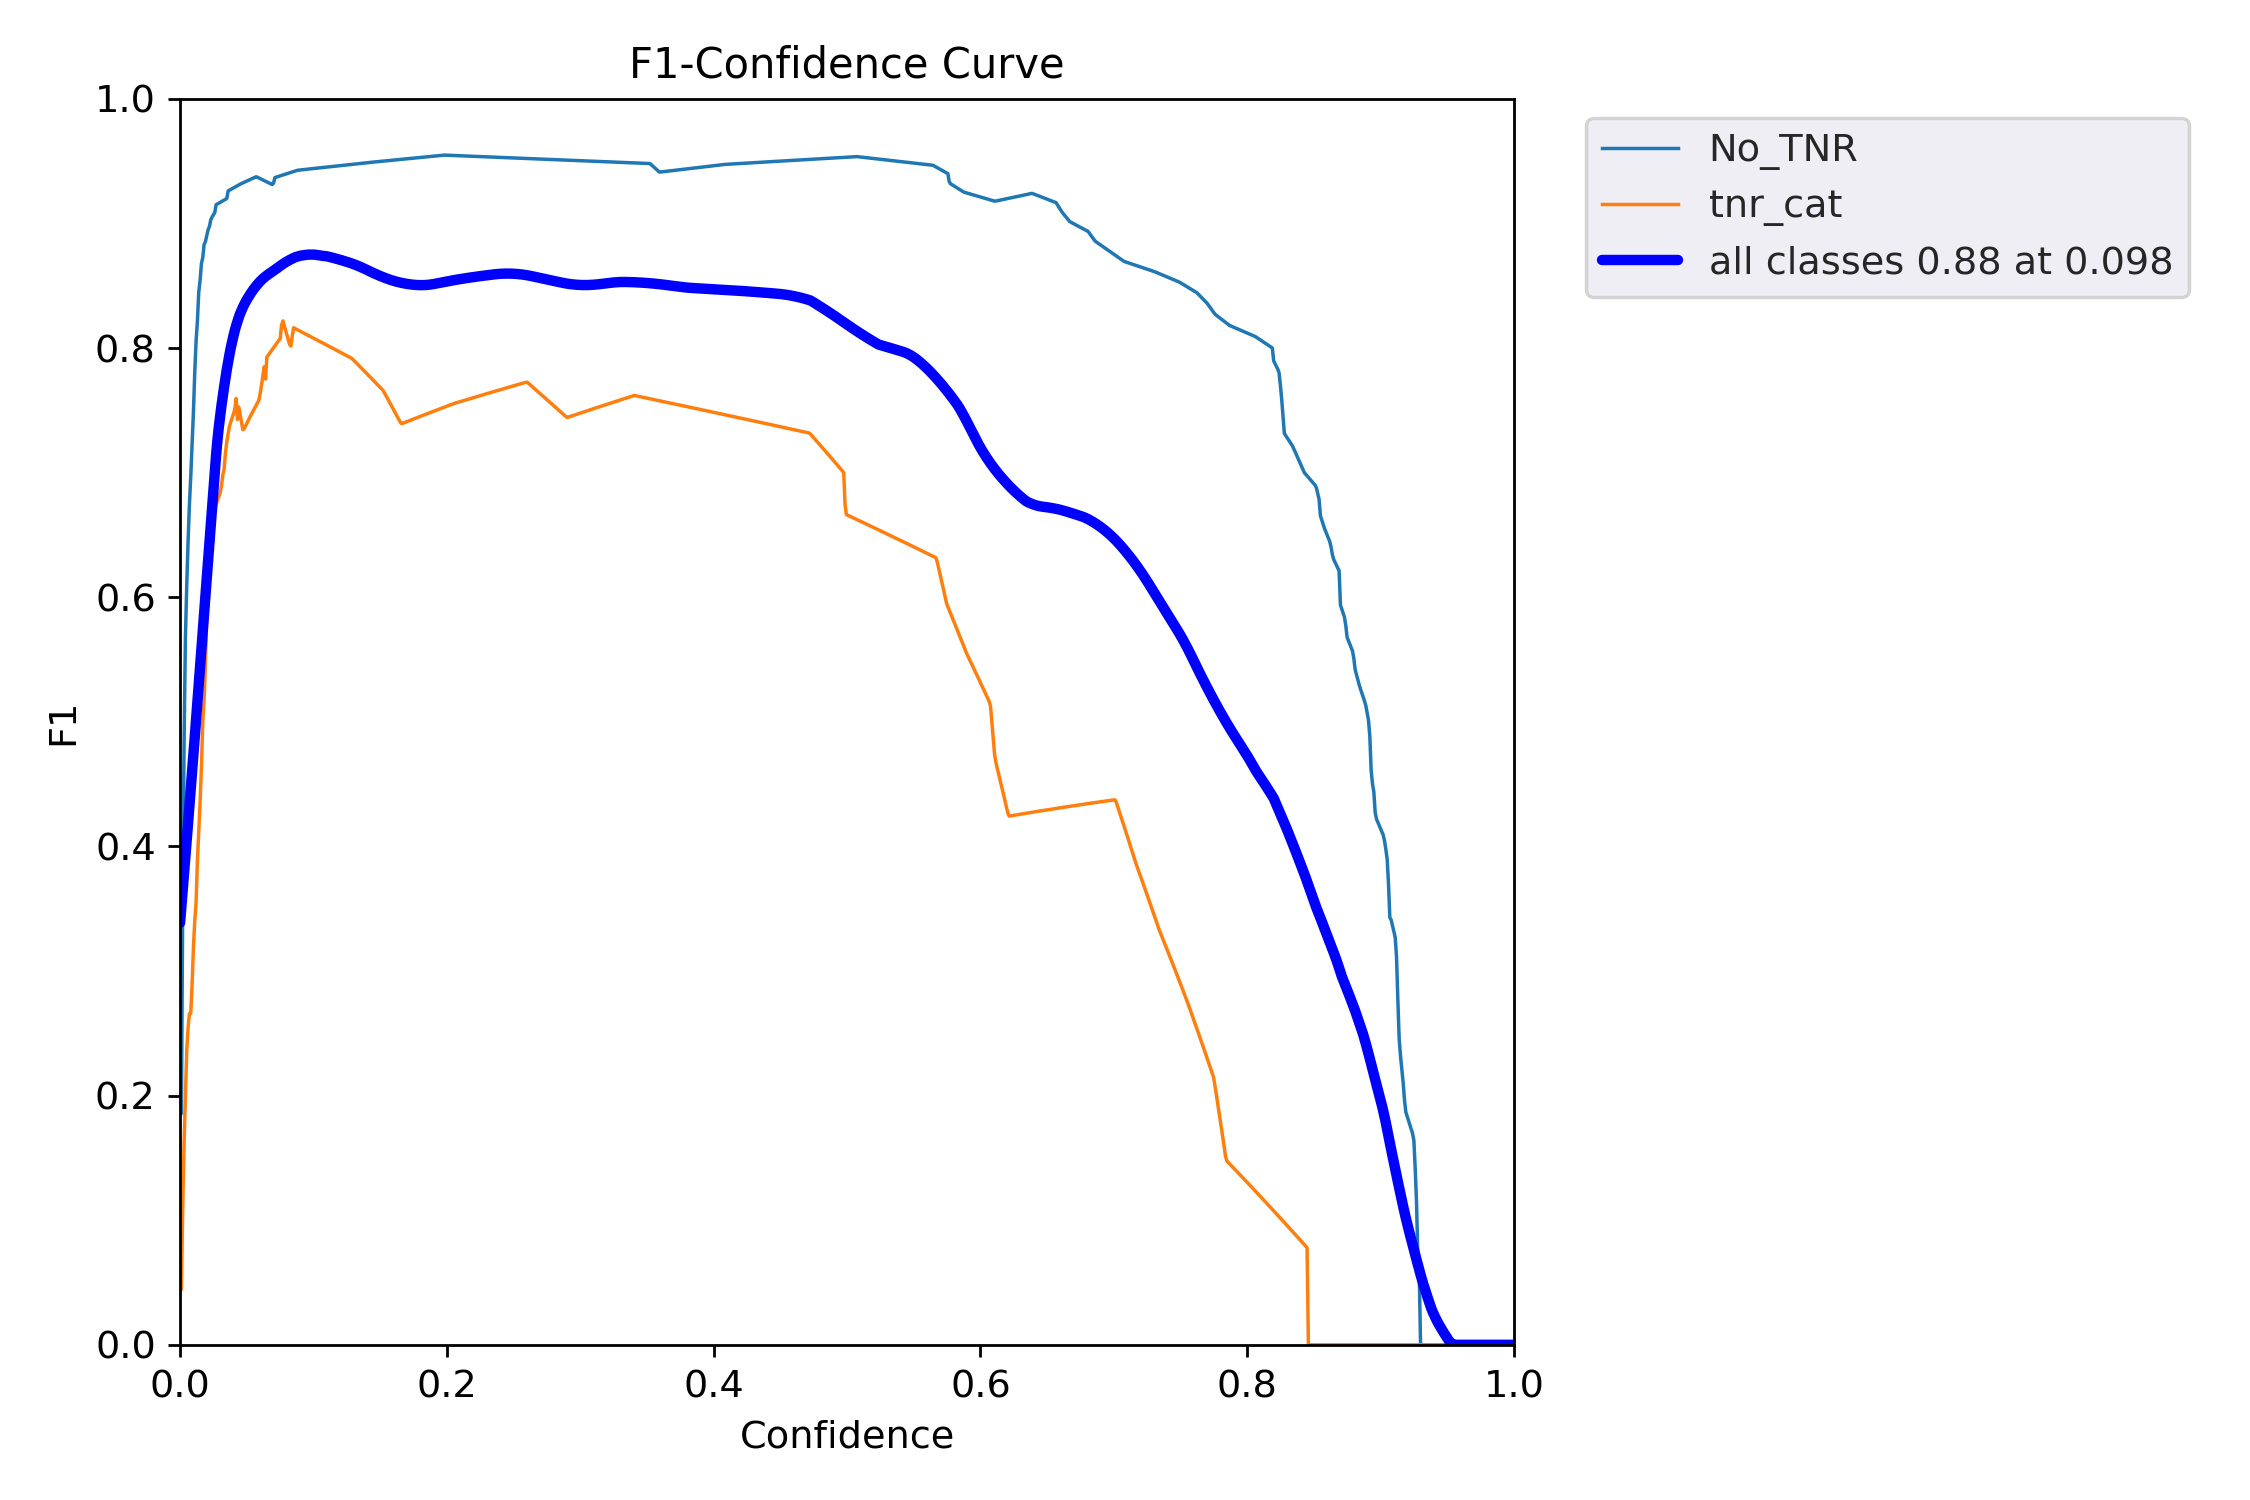 F1-Confidence Curve
No_TNR
tnr_cat
all classes 0.88 at 0.098
1.0
0.8
0.6
0.4
0.2
0.0
F1
0.0 0.2 0.4 0.6 0.8 1.0
Confidence